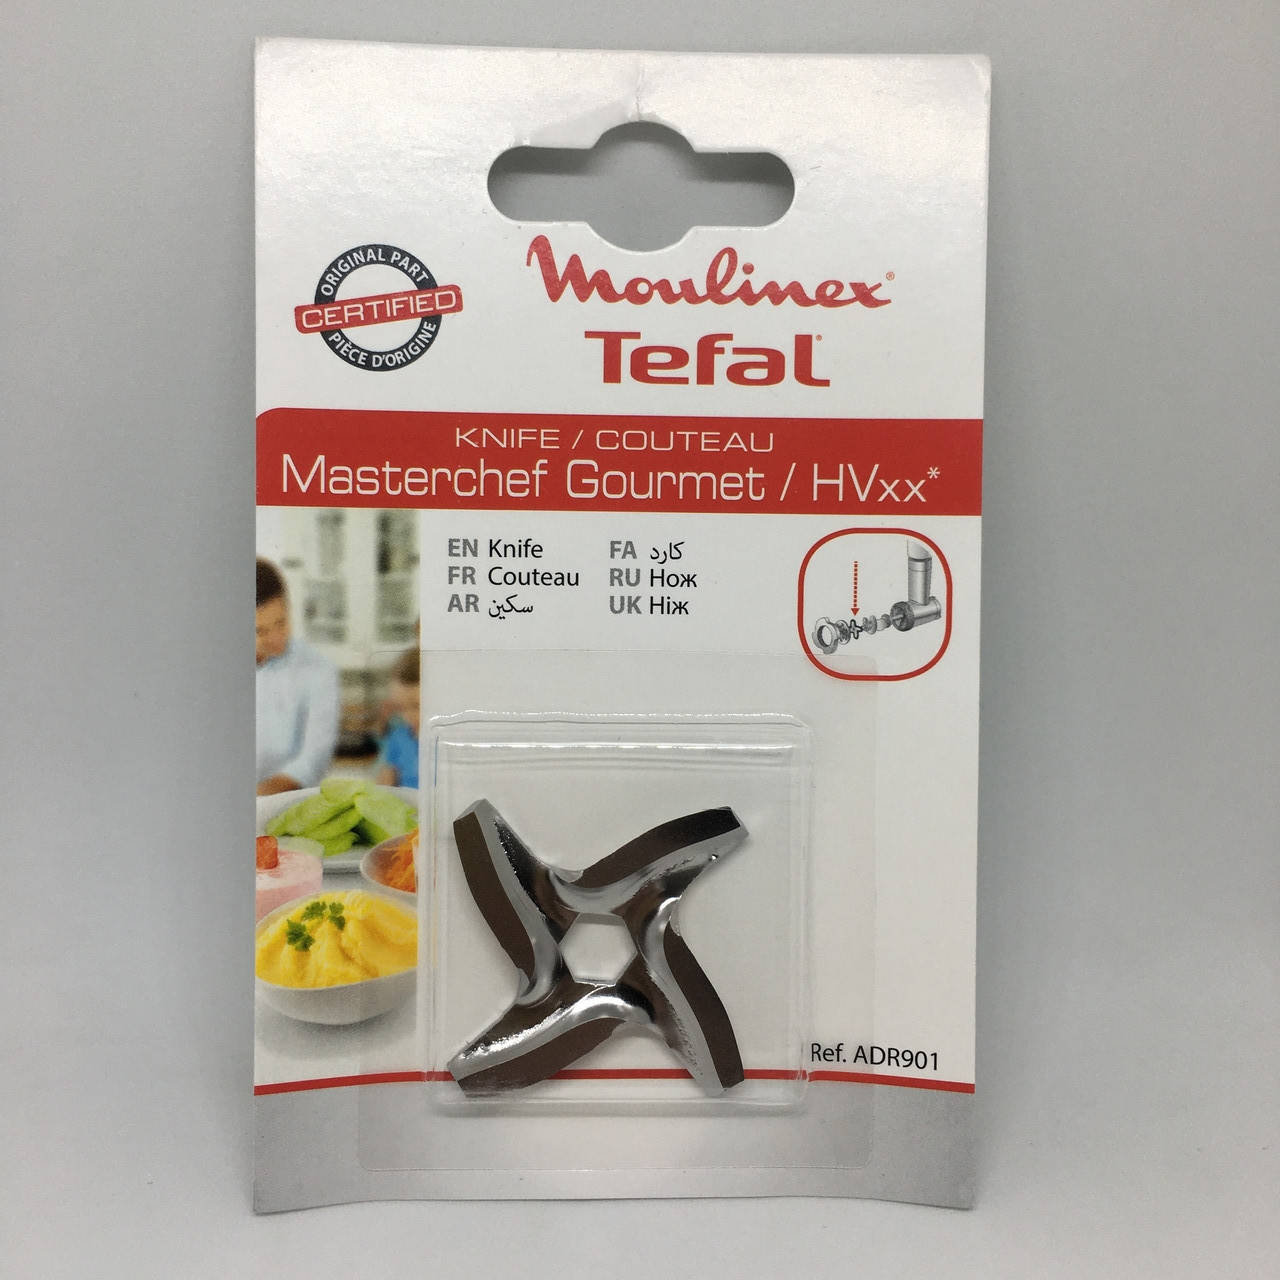 ORIGINAL PART
CERTIFIED
PIÈCE D'ORIGINE
Moulinex®
Tefal®
KNIFE / COUTEAU
Masterchef Gourmet / HVxx*
EN Knife
FR Couteau
AR سكين
FA کارد
RU Нож
UK Ніж
Ref. ADR901